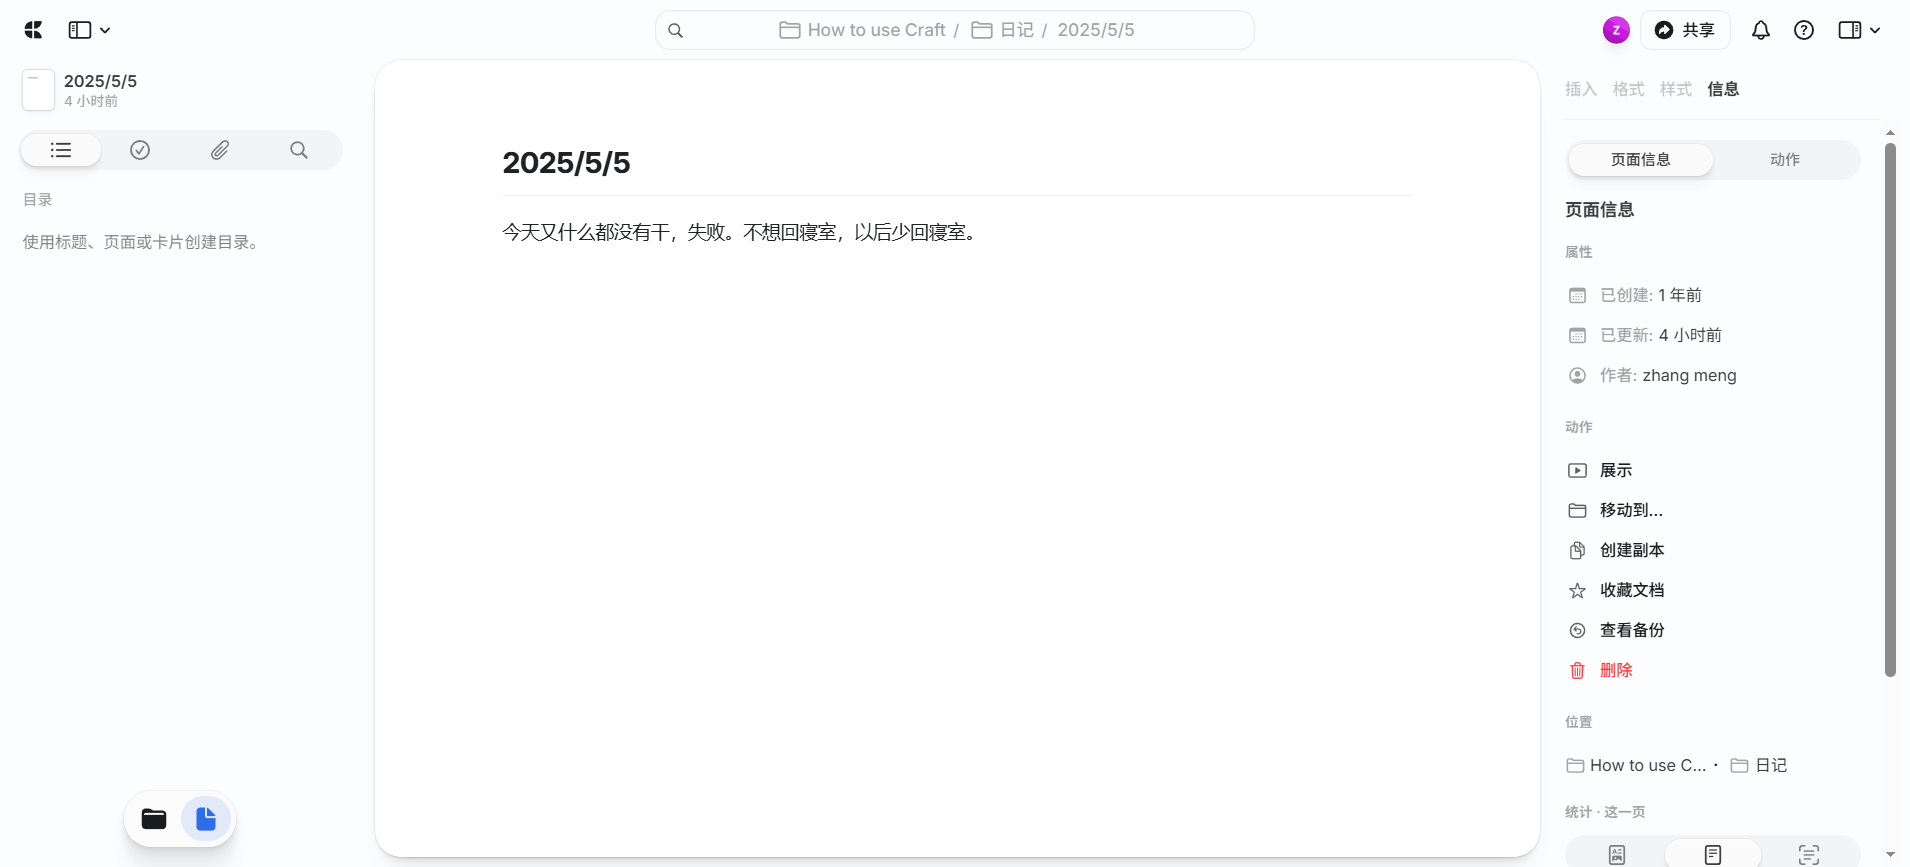 How to use Craft / 日记 / 2025/5/5
Z
共享
2025/5/5
4 小时前
目录
使用标题、页面或卡片创建目录。
2025/5/5
今天又什么都没有干，失败。不想回寝室，以后少回寝室。
插入 格式 样式 信息
页面信息 动作
页面信息
属性
已创建: 1 年前
已更新: 4 小时前
作者: zhang meng
动作
展示
移动到...
创建副本
收藏文档
查看备份
删除
位置
How to use C... · 日记
统计 · 这一页